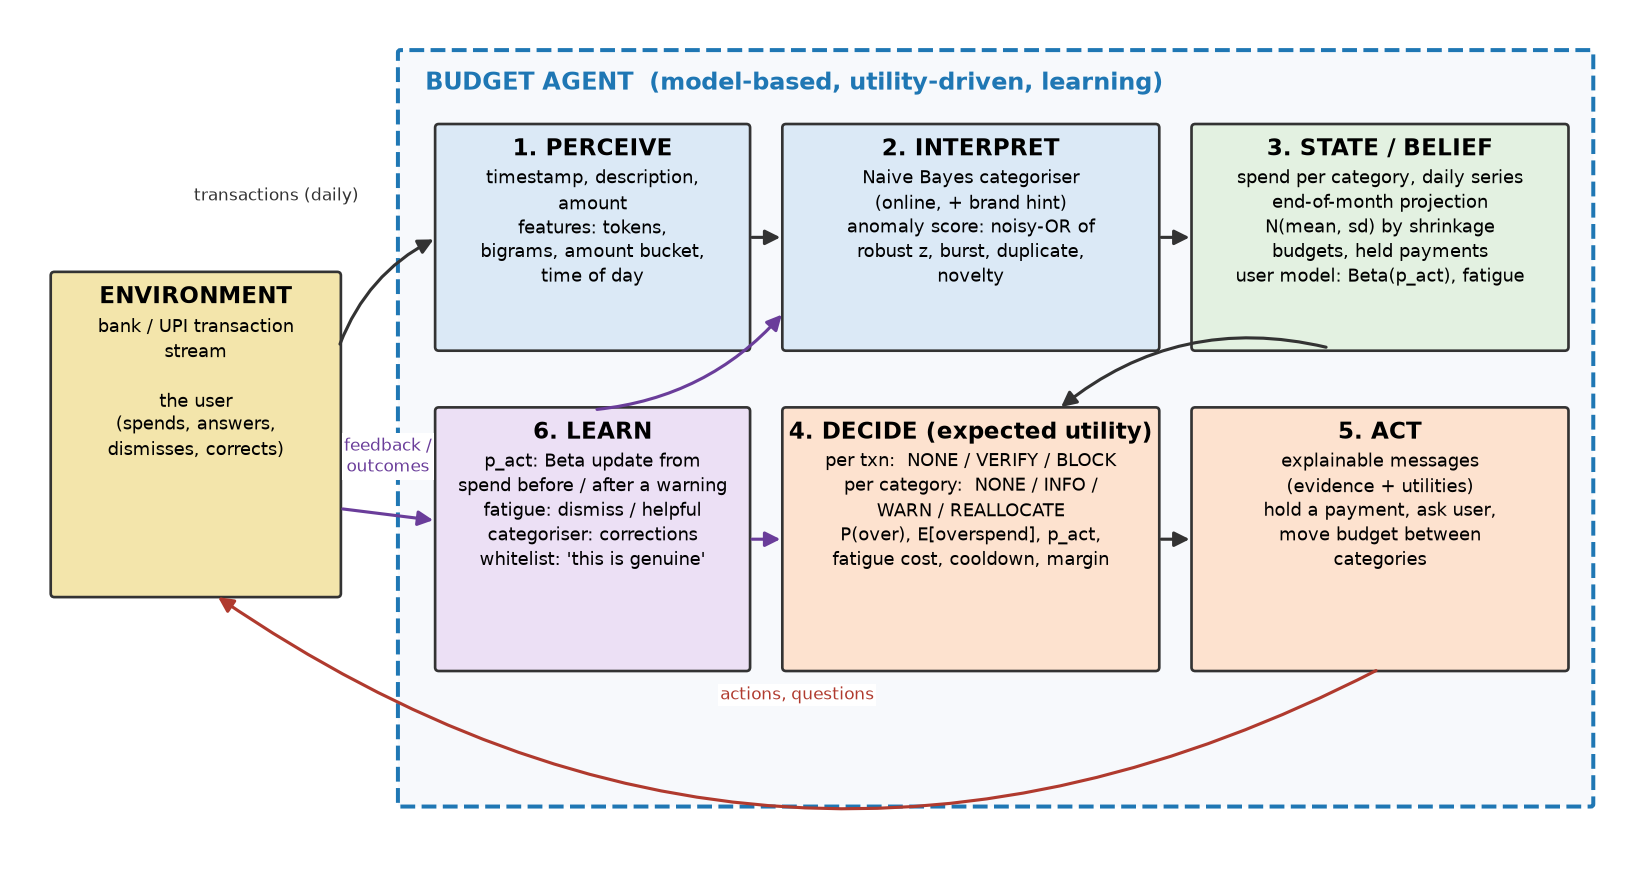 BUDGET AGENT  (model-based, utility-driven, learning)
transactions (daily)
ENVIRONMENT
bank / UPI transaction
stream
the user
(spends, answers,
dismisses, corrects)
1. PERCEIVE
timestamp, description,
amount
features: tokens,
bigrams, amount bucket,
time of day
2. INTERPRET
Naive Bayes categoriser
(online, + brand hint)
anomaly score: noisy-OR of
robust z, burst, duplicate,
novelty
3. STATE / BELIEF
spend per category, daily series
end-of-month projection
N(mean, sd) by shrinkage
budgets, held payments
user model: Beta(p_act), fatigue
feedback /
outcomes
6. LEARN
p_act: Beta update from
spend before / after a warning
fatigue: dismiss / helpful
categoriser: corrections
whitelist: 'this is genuine'
4. DECIDE (expected utility)
per txn:  NONE / VERIFY / BLOCK
per category:  NONE / INFO /
WARN / REALLOCATE
P(over), E[overspend], p_act,
fatigue cost, cooldown, margin
5. ACT
explainable messages
(evidence + utilities)
hold a payment, ask user,
move budget between
categories
actions, questions